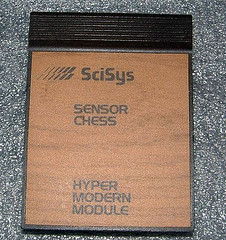 SciSys
SENSOR
CHESS
HYPER
MODERN
MODULE